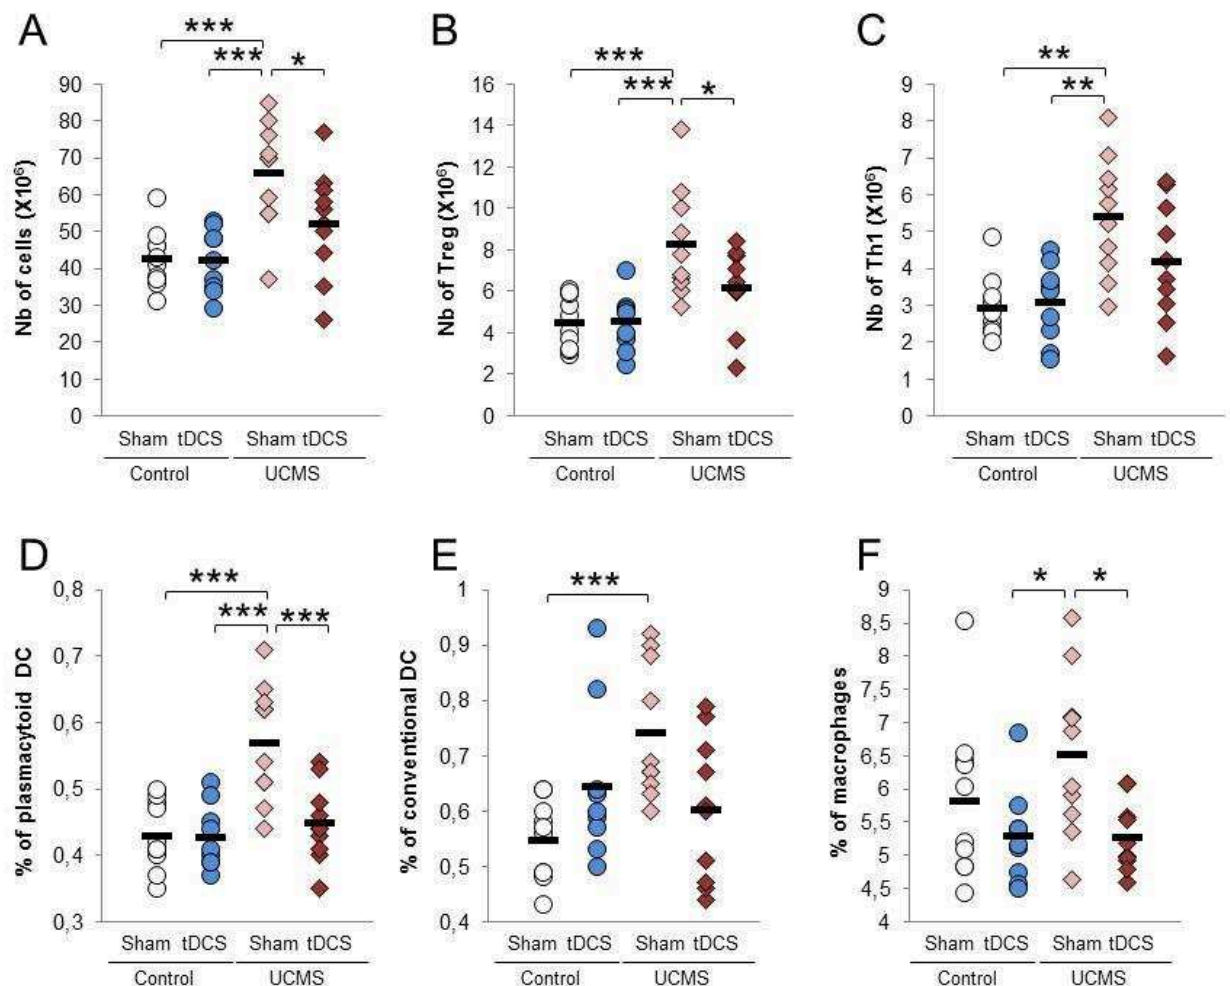 A
B
C
***
***
*
***
***
*
**
**
Nb of cells (X10⁶)
90
80
70
60
50
40
30
20
10
0
Sham tDCS Sham tDCS
Control UCMS
Nb of Treg (X10⁶)
16
14
12
10
8
6
4
2
0
Sham tDCS Sham tDCS
Control UCMS
Nb of Th1 (X10⁶)
9
8
7
6
5
4
3
2
1
0
Sham tDCS Sham tDCS
Control UCMS
D
E
F
***
***
***
***
*
*
% of plasmacytoid DC
0,8
0,7
0,6
0,5
0,4
0,3
Sham tDCS Sham tDCS
Control UCMS
% of conventional DC
1
0,9
0,8
0,7
0,6
0,5
0,4
Sham tDCS Sham tDCS
Control UCMS
% of macrophages
9
8,5
8
7,5
7
6,5
6
5,5
5
4,5
4
Sham tDCS Sham tDCS
Control UCMS